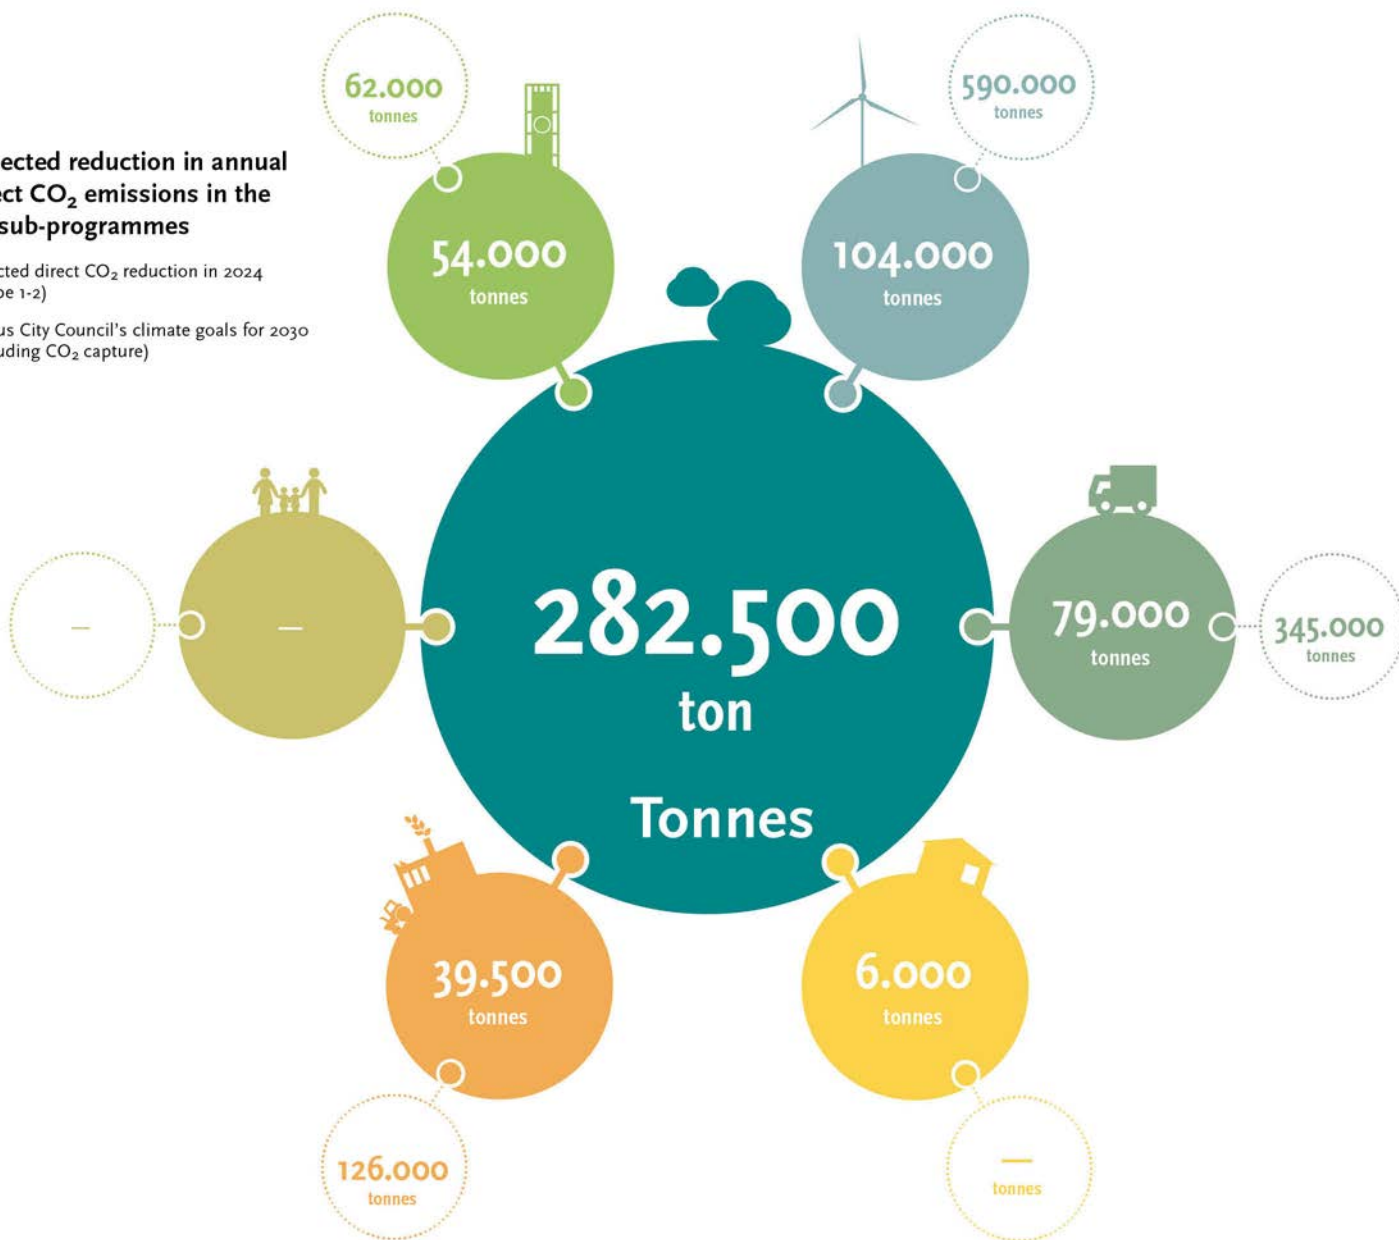 62.000
tonnes
590.000
tonnes
ected reduction in annual
ect CO₂ emissions in the
sub-programmes
cted direct CO₂ reduction in 2024
pe 1-2)
us City Council's climate goals for 2030
uding CO₂ capture)
54.000
tonnes
104.000
tonnes
–
–
282.500
ton
Tonnes
79.000
tonnes
345.000
tonnes
39.500
tonnes
6.000
tonnes
126.000
tonnes
—
tonnes